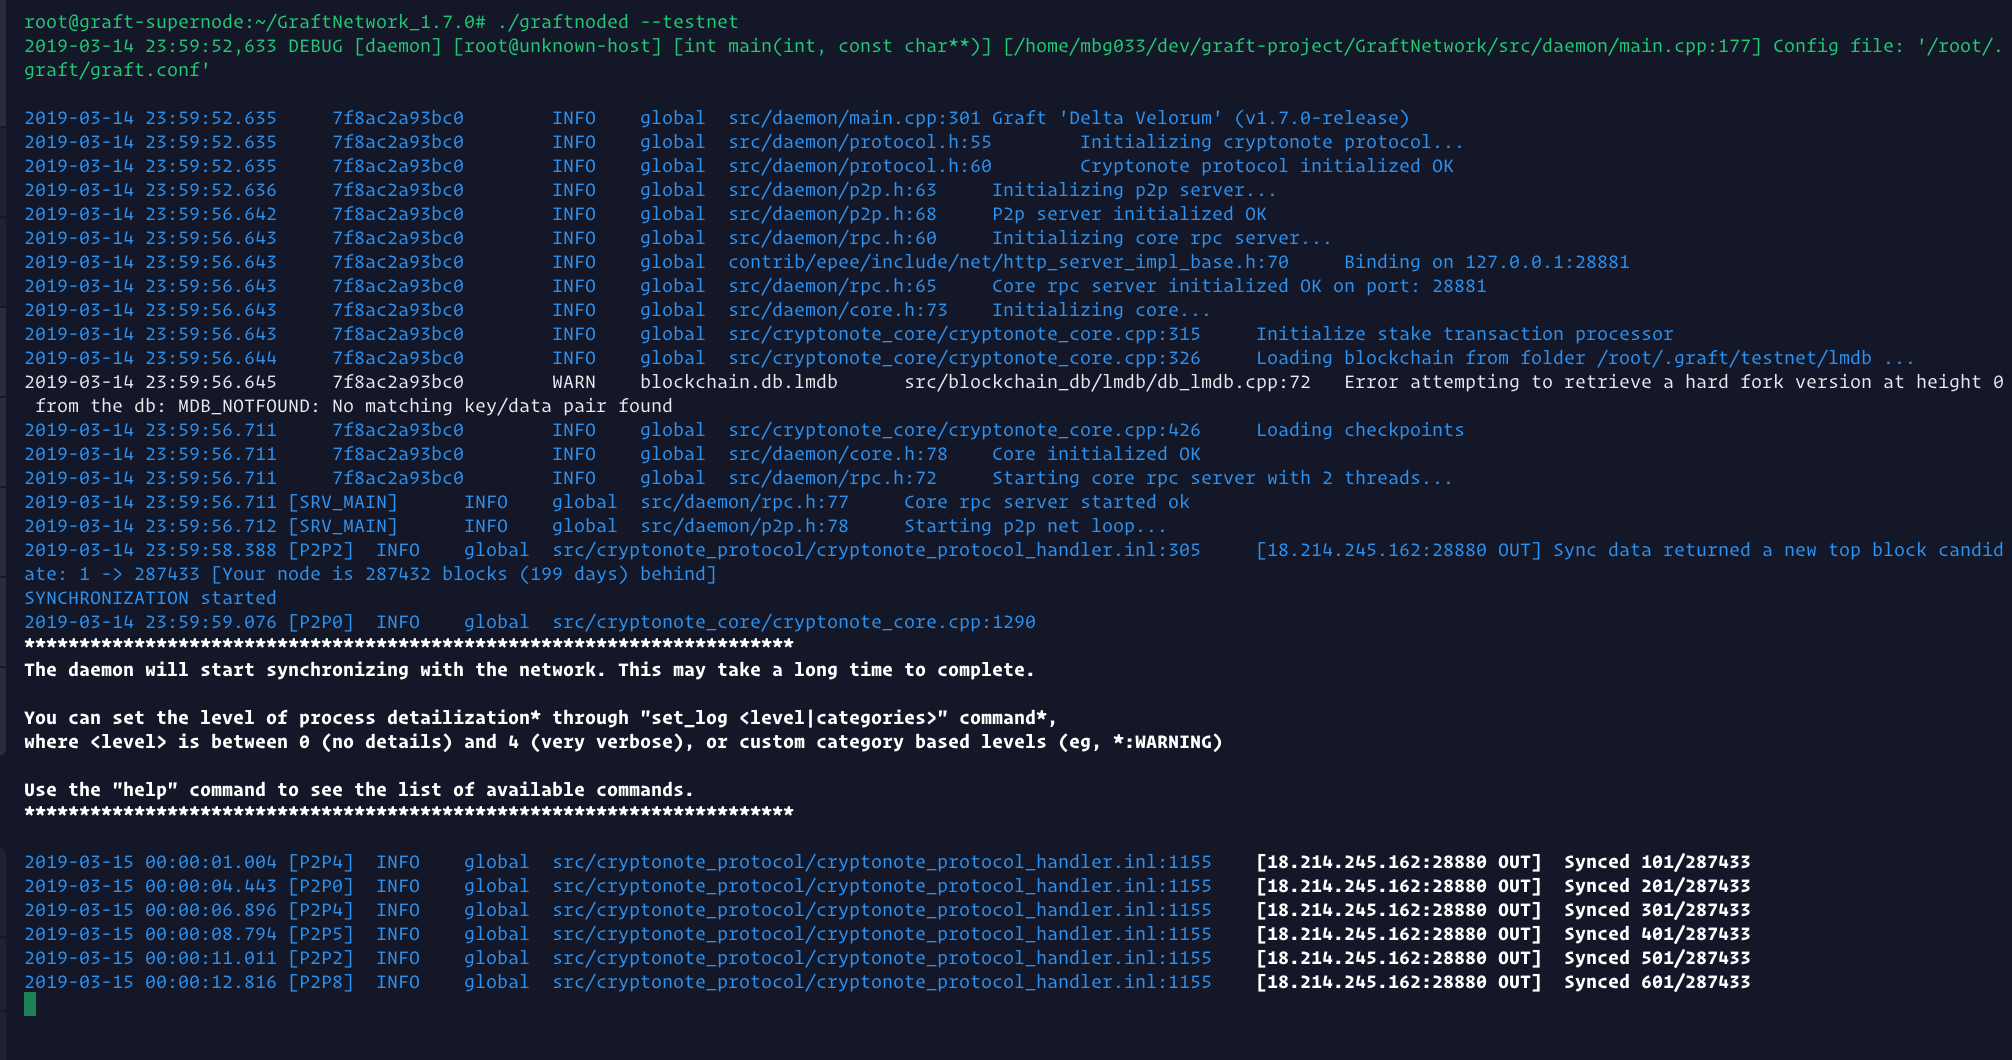 root@graft-supernode:~/GraftNetwork_1.7.0# ./graftnoded --testnet
2019-03-14 23:59:52,633 DEBUG [daemon] [root@unknown-host] [int main(int, const char**)] [/home/mbg033/dev/graft-project/GraftNetwork/src/daemon/main.cpp:177] Config file: '/root/.
graft/graft.conf'
2019-03-14 23:59:52.635 7f8ac2a93bc0 INFO global src/daemon/main.cpp:301 Graft 'Delta Velorum' (v1.7.0-release)
2019-03-14 23:59:52.635 7f8ac2a93bc0 INFO global src/daemon/protocol.h:55 Initializing cryptonote protocol...
2019-03-14 23:59:52.635 7f8ac2a93bc0 INFO global src/daemon/protocol.h:60 Cryptonote protocol initialized OK
2019-03-14 23:59:52.636 7f8ac2a93bc0 INFO global src/daemon/p2p.h:63 Initializing p2p server...
2019-03-14 23:59:56.642 7f8ac2a93bc0 INFO global src/daemon/p2p.h:68 P2p server initialized OK
2019-03-14 23:59:56.643 7f8ac2a93bc0 INFO global src/daemon/rpc.h:60 Initializing core rpc server...
2019-03-14 23:59:56.643 7f8ac2a93bc0 INFO global contrib/epee/include/net/http_server_impl_base.h:70 Binding on 127.0.0.1:28881
2019-03-14 23:59:56.643 7f8ac2a93bc0 INFO global src/daemon/rpc.h:65 Core rpc server initialized OK on port: 28881
2019-03-14 23:59:56.643 7f8ac2a93bc0 INFO global src/daemon/core.h:73 Initializing core...
2019-03-14 23:59:56.643 7f8ac2a93bc0 INFO global src/cryptonote_core/cryptonote_core.cpp:315 Initialize stake transaction processor
2019-03-14 23:59:56.644 7f8ac2a93bc0 INFO global src/cryptonote_core/cryptonote_core.cpp:326 Loading blockchain from folder /root/.graft/testnet/lmdb ...
2019-03-14 23:59:56.645 7f8ac2a93bc0 WARN blockchain.db.lmdb src/blockchain_db/lmdb/db_lmdb.cpp:72 Error attempting to retrieve a hard fork version at height 0
from the db: MDB_NOTFOUND: No matching key/data pair found
2019-03-14 23:59:56.711 7f8ac2a93bc0 INFO global src/cryptonote_core/cryptonote_core.cpp:426 Loading checkpoints
2019-03-14 23:59:56.711 7f8ac2a93bc0 INFO global src/daemon/core.h:78 Core initialized OK
2019-03-14 23:59:56.711 7f8ac2a93bc0 INFO global src/daemon/rpc.h:72 Starting core rpc server with 2 threads...
2019-03-14 23:59:56.711 [SRV_MAIN] INFO global src/daemon/rpc.h:77 Core rpc server started ok
2019-03-14 23:59:56.712 [SRV_MAIN] INFO global src/daemon/p2p.h:78 Starting p2p net loop...
2019-03-14 23:59:58.388 [P2P2] INFO global src/cryptonote_protocol/cryptonote_protocol_handler.inl:305 [18.214.245.162:28880 OUT] Sync data returned a new top block candid
ate: 1 -> 287433 [Your node is 287432 blocks (199 days) behind]
SYNCHRONIZATION started
2019-03-14 23:59:59.076 [P2P0] INFO global src/cryptonote_core/cryptonote_core.cpp:1290
**********************************************************************
The daemon will start synchronizing with the network. This may take a long time to complete.
You can set the level of process detailization* through "set_log <level|categories>" command*,
where <level> is between 0 (no details) and 4 (very verbose), or custom category based levels (eg, *:WARNING)
Use the "help" command to see the list of available commands.
**********************************************************************
2019-03-15 00:00:01.004 [P2P4] INFO global src/cryptonote_protocol/cryptonote_protocol_handler.inl:1155 [18.214.245.162:28880 OUT] Synced 101/287433
2019-03-15 00:00:04.443 [P2P0] INFO global src/cryptonote_protocol/cryptonote_protocol_handler.inl:1155 [18.214.245.162:28880 OUT] Synced 201/287433
2019-03-15 00:00:06.896 [P2P4] INFO global src/cryptonote_protocol/cryptonote_protocol_handler.inl:1155 [18.214.245.162:28880 OUT] Synced 301/287433
2019-03-15 00:00:08.794 [P2P5] INFO global src/cryptonote_protocol/cryptonote_protocol_handler.inl:1155 [18.214.245.162:28880 OUT] Synced 401/287433
2019-03-15 00:00:11.011 [P2P2] INFO global src/cryptonote_protocol/cryptonote_protocol_handler.inl:1155 [18.214.245.162:28880 OUT] Synced 501/287433
2019-03-15 00:00:12.816 [P2P8] INFO global src/cryptonote_protocol/cryptonote_protocol_handler.inl:1155 [18.214.245.162:28880 OUT] Synced 601/287433